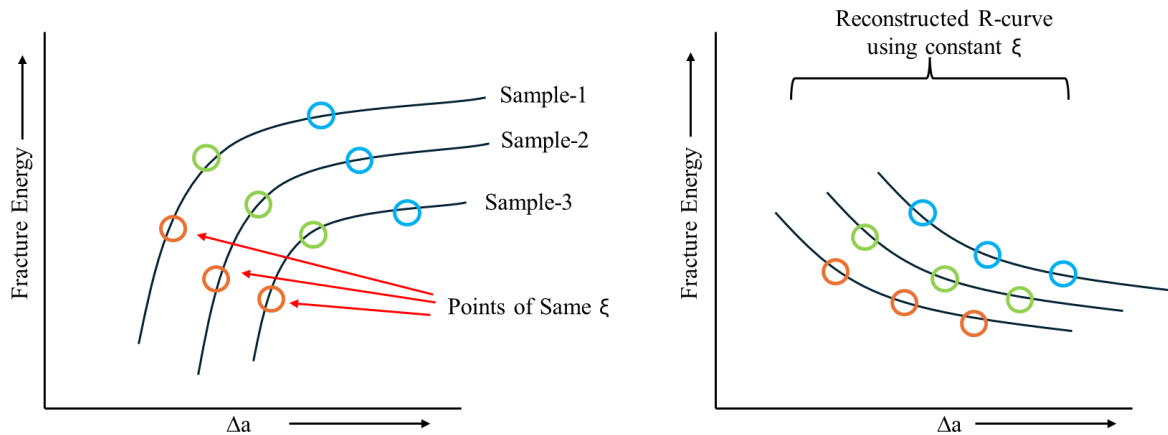 Fracture Energy
Sample-1
Sample-2
Sample-3
Points of Same ξ
Δa
Reconstructed R-curve
using constant ξ
Fracture Energy
Δa